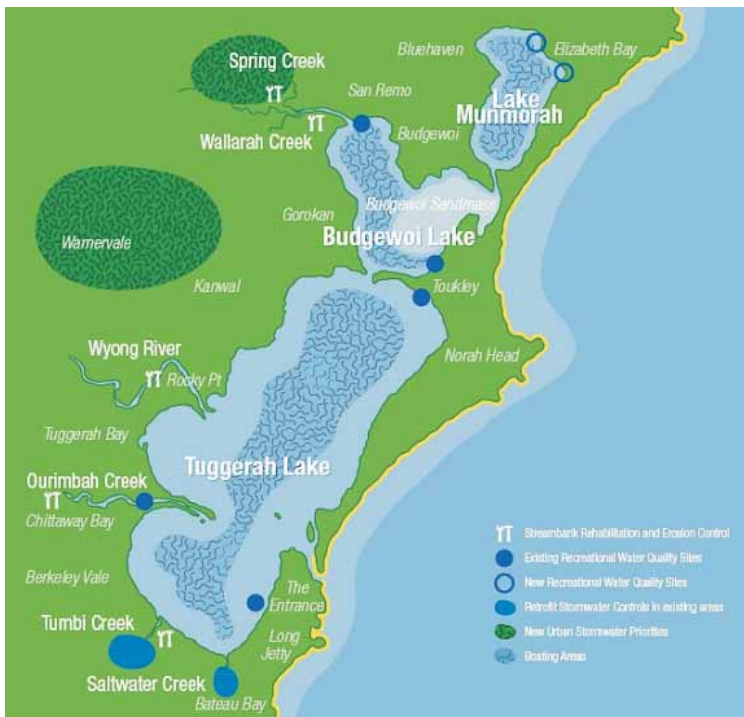 Bluehaven
Elizabeth Bay
Spring Creek
San Remo
Lake
Munmorah
Wallarah Creek
Budgewoi
Budgewoi Sandmass
Gorokan
Budgewoi Lake
Warnervale
Kanwal
Toukley
Wyong River
Rocky Pt
Norah Head
Tuggerah Bay
Tuggerah Lake
Ourimbah Creek
Chittaway Bay
Berkeley Vale
The
Entrance
Tumbi Creek
Long
Jetty
Saltwater Creek
Bateau Bay
Streambank Rehabilitation and Erosion Control
Existing Recreational Water Quality Sites
New Recreational Water Quality Sites
Retrofit Stormwater Controls in existing areas
New Urban Stormwater Priorities
Boating Areas